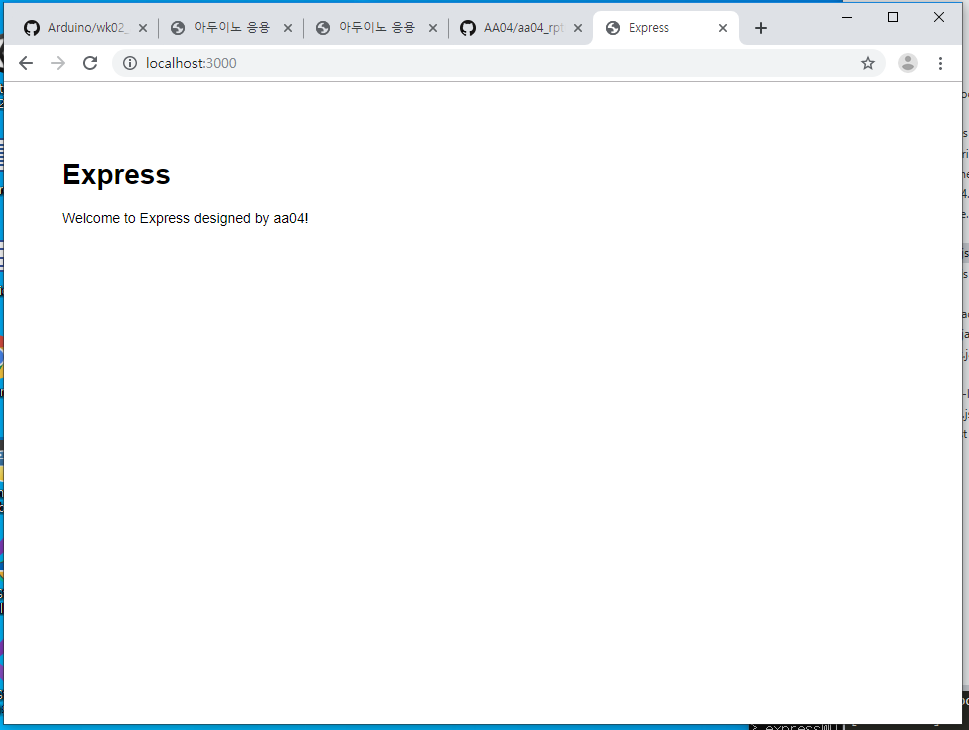 Arduino/wk02_
아두이노 응용
아두이노 응용
AA04/aa04_rpt
Express
localhost:3000
Express
Welcome to Express designed by aa04!